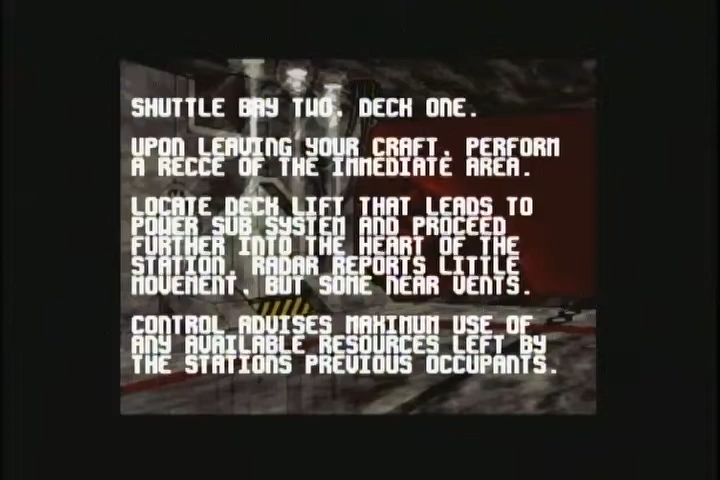 SHUTTLE BAY TWO. DECK ONE.
UPON LEAVING YOUR CRAFT. PERFORM
A RECCE OF THE IMMEDIATE AREA.
LOCATE DECK LIFT THAT LEADS TO
POWER SUB SYSTEM AND PROCEED
FURTHER INTO THE HEART OF THE
STATION. RADAR REPORTS LITTLE
MOVEMENT. BUT SOME NEAR VENTS.
CONTROL ADVISES MAXIMUM USE OF
ANY AVAILABLE RESOURCES LEFT BY
THE STATIONS PREVIOUS OCCUPANTS.